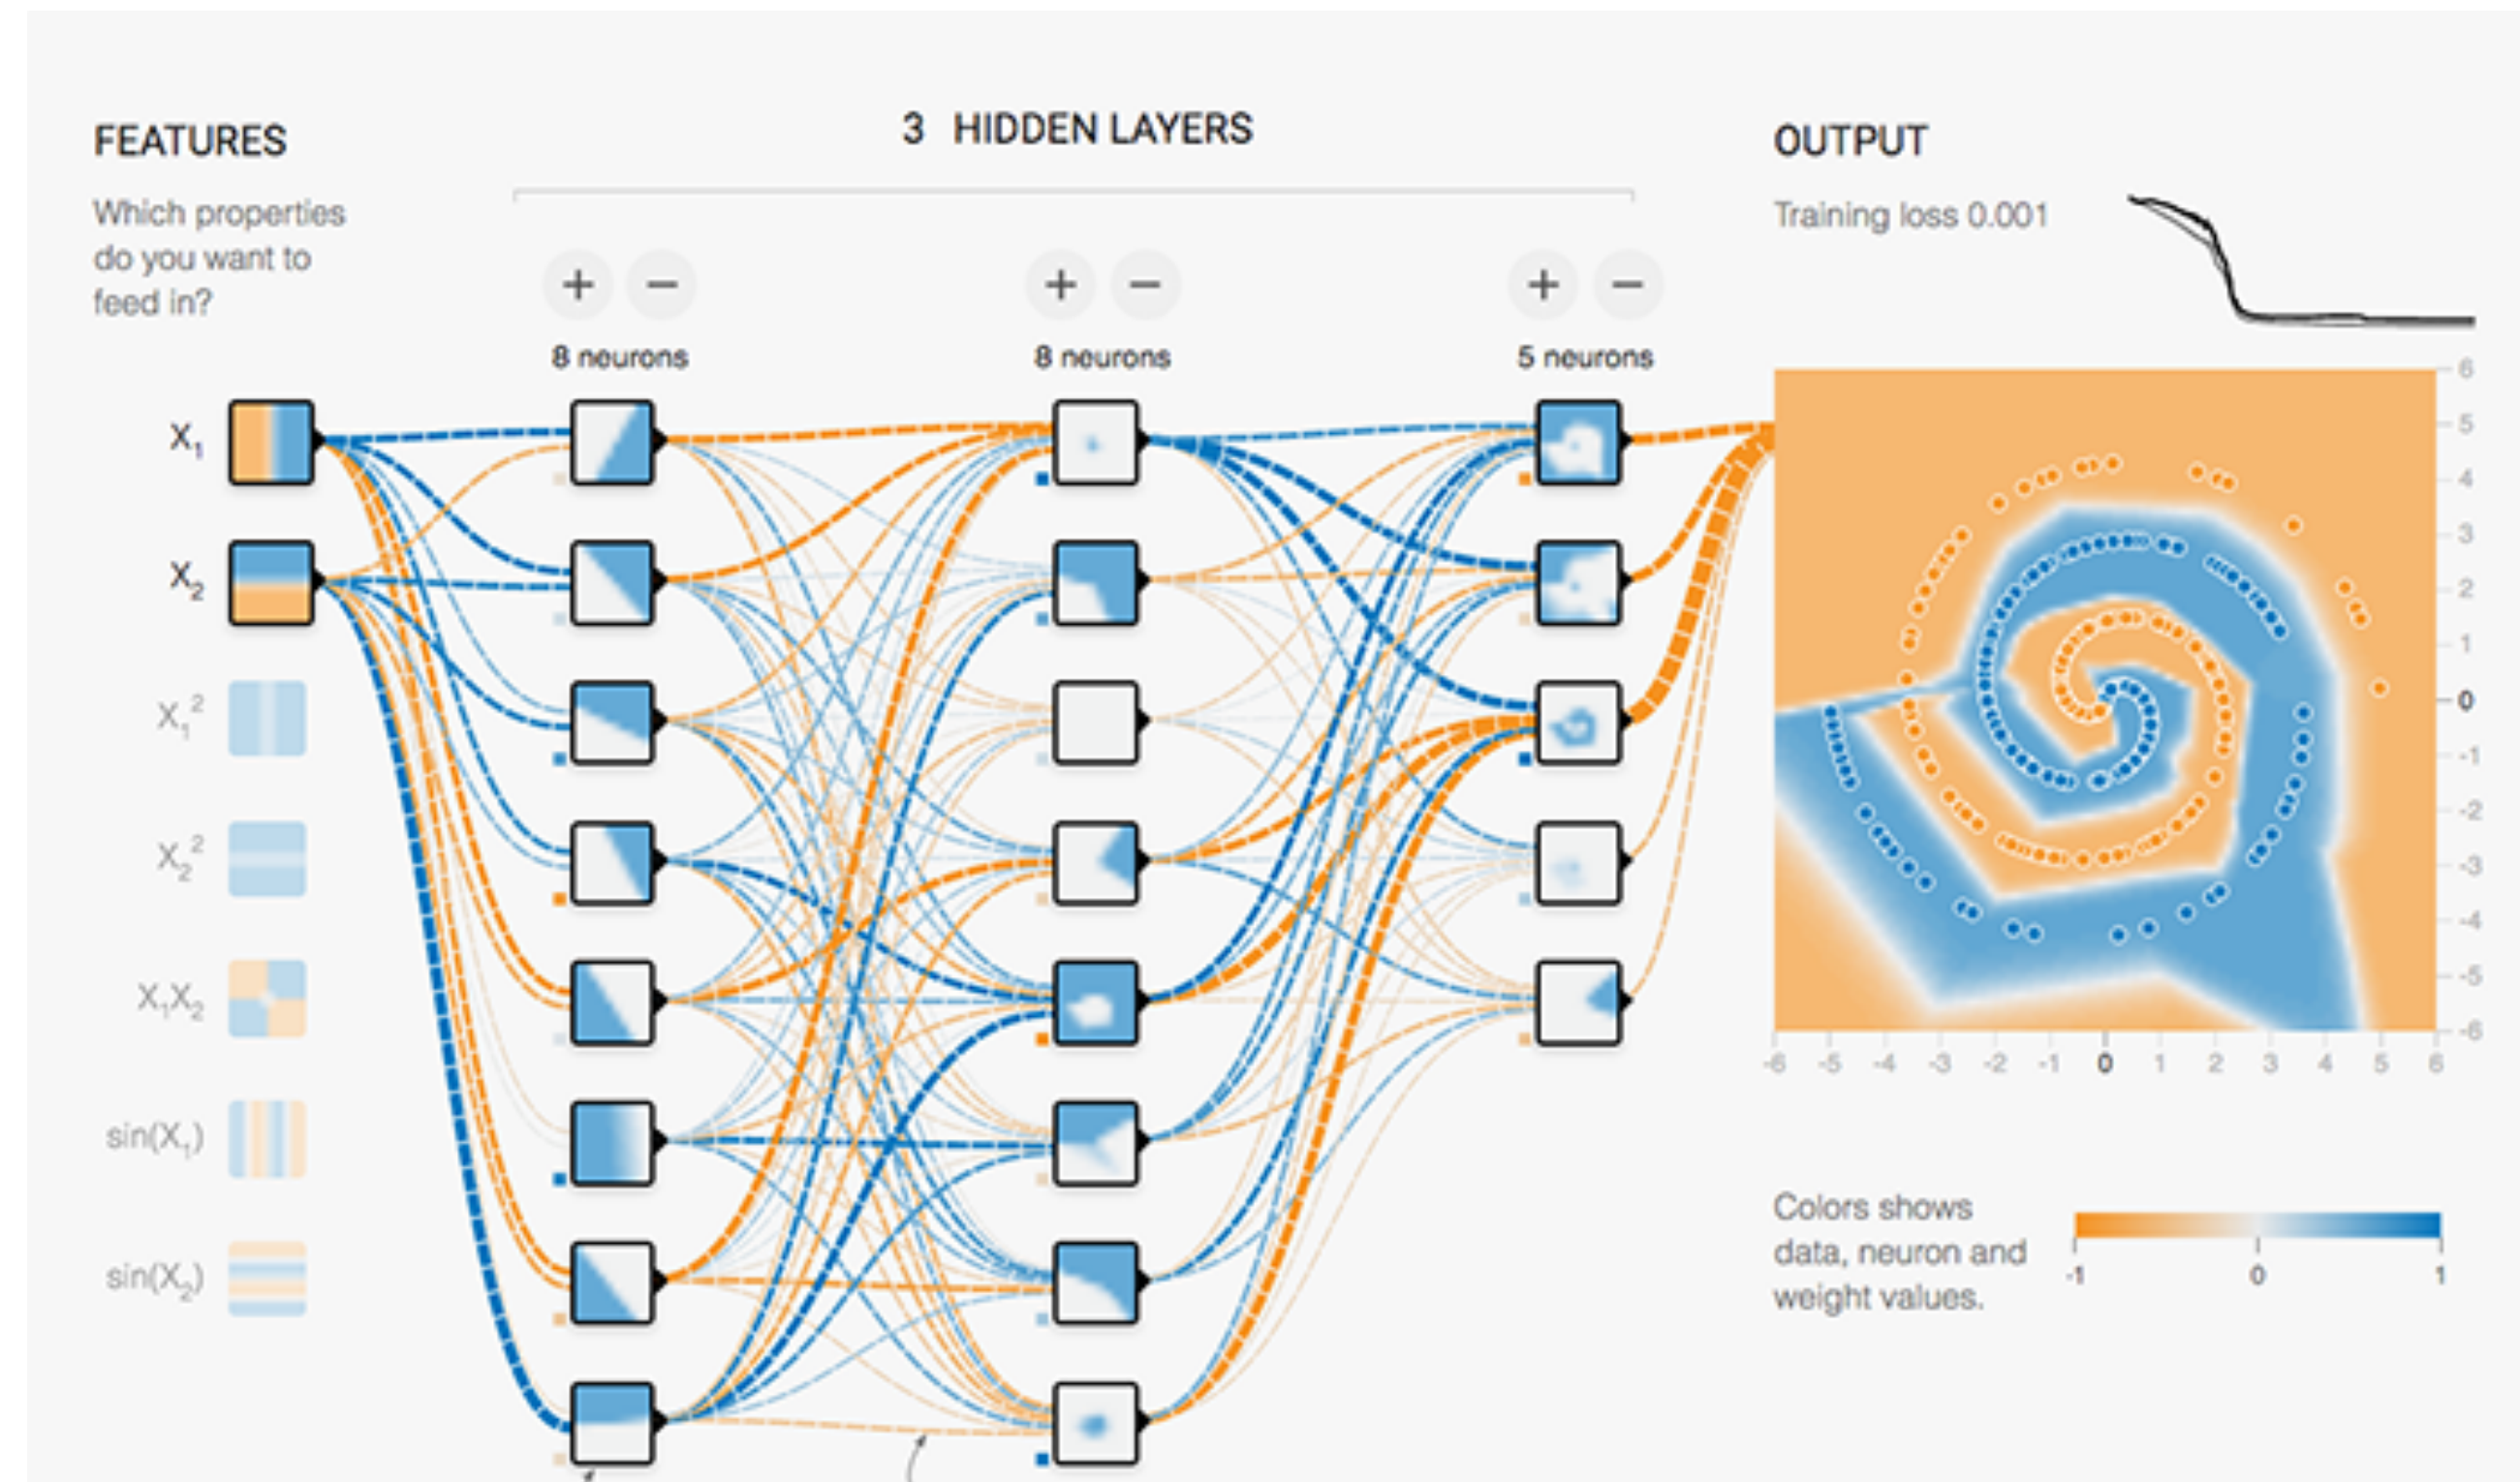 FEATURES
Which properties
do you want to
feed in?
3 HIDDEN LAYERS
+ −
+ −
+ −
8 neurons
8 neurons
5 neurons
X₁
X₂
X₁²
X₂²
X₁X₂
sin(X₁)
sin(X₂)
OUTPUT
Training loss 0.001
6
5
4
3
2
1
0
-1
-2
-3
-4
-5
-6
-6 -5 -4 -3 -2 -1 0 1 2 3 4 5 6
Colors shows
data, neuron and
weight values.
-1 0 1